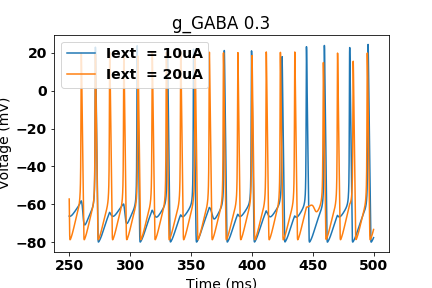 g_GABA 0.3
Iext = 10uA
Iext = 20uA
Voltage (mV)
20
0
−20
−40
−60
−80
250
300
350
400
450
500
Time (ms)